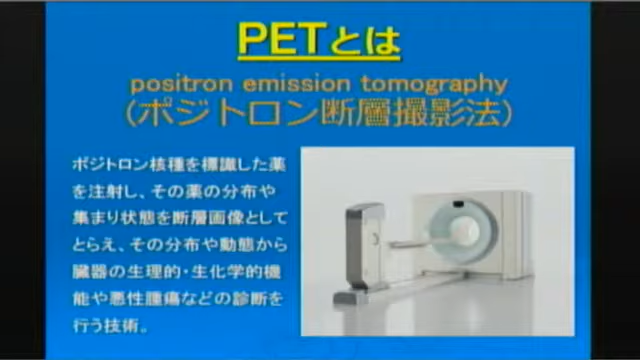 PETとは
positron emission tomography
(ポジトロン断層撮影法)
ポジトロン核種を標識した薬
を注射し、その薬の分布や
集まり状態を断層画像として
とらえ、その分布や動態から
臓器の生理的・生化学的機
能や悪性腫瘍などの診断を
行う技術。